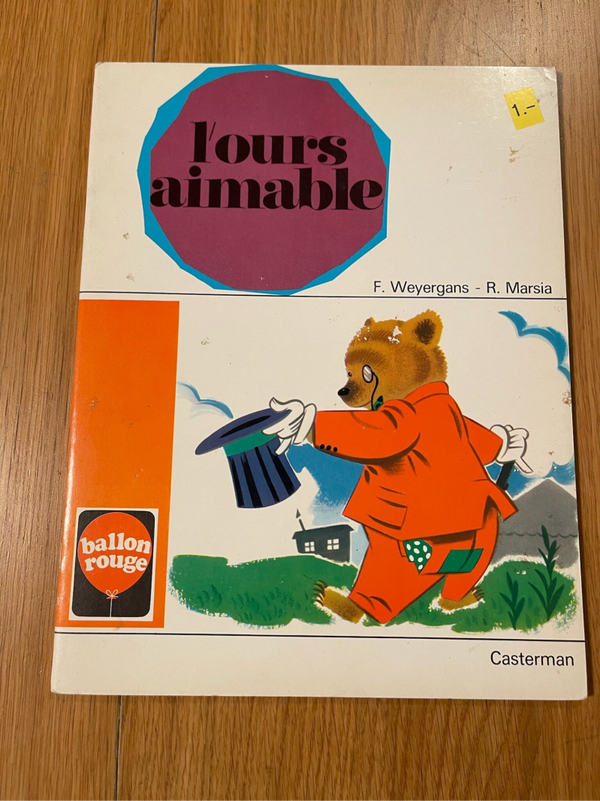 1.-
l'ours
aimable
F. Weyergans - R. Marsia
ballon
rouge
Casterman